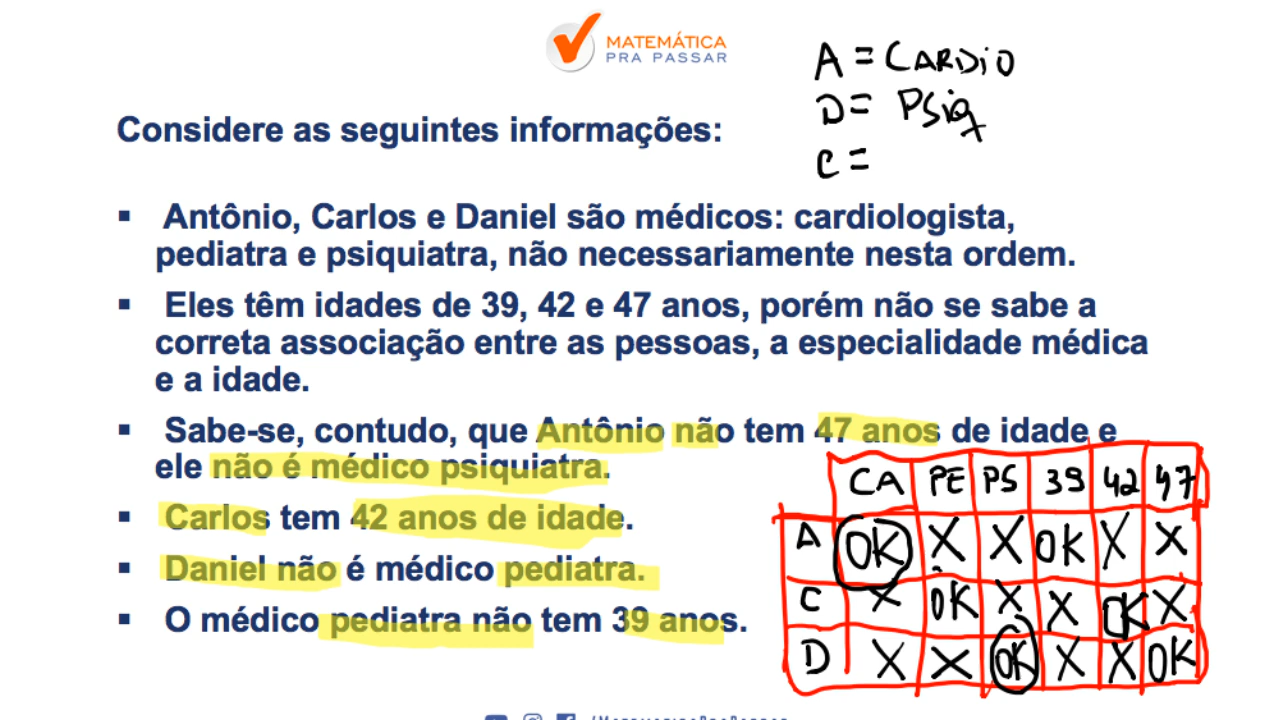 MATEMÁTICA
PRA PASSAR
A = CARDIO
D = PSiq
C =
Considere as seguintes informações:
▪ Antônio, Carlos e Daniel são médicos: cardiologista,
pediatra e psiquiatra, não necessariamente nesta ordem.
▪ Eles têm idades de 39, 42 e 47 anos, porém não se sabe a
correta associação entre as pessoas, a especialidade médica
e a idade.
▪ Sabe-se, contudo, que Antônio não tem 47 anos de idade e
ele não é médico psiquiatra.
▪ Carlos tem 42 anos de idade.
▪ Daniel não é médico pediatra.
▪ O médico pediatra não tem 39 anos.
CA PE PS 39 42 47
A OK X X OK X X
C X OK X X OK X
D X X OK X X OK